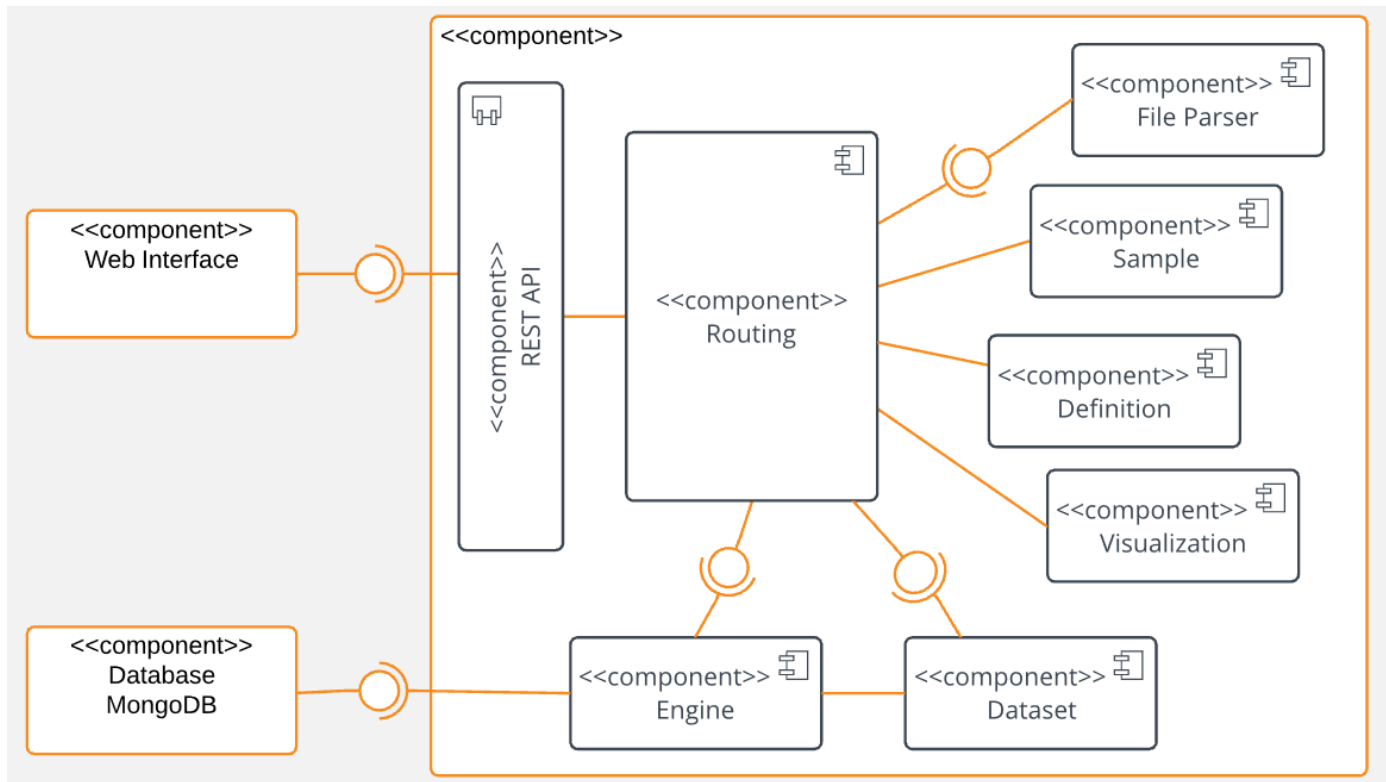 <<component>>
<<component>>
File Parser
<<component>>
Sample
<<component>>
Web Interface
<<component>>
REST API
<<component>>
Routing
<<component>>
Definition
<<component>>
Visualization
<<component>>
Database
MongoDB
<<component>>
Engine
<<component>>
Dataset